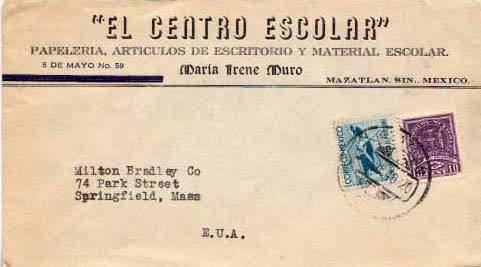 "EL CENTRO ESCOLAR"
PAPELERIA, ARTICULOS DE ESCRITORIO Y MATERIAL ESCOLAR.
5 DE MAYO No. 59
María Irene Muro
MAZATLAN, SIN., MEXICO.
CORREO MEXICO
Milton Bradley Co
74 Park Street
Springfield, Mass
E.U.A.